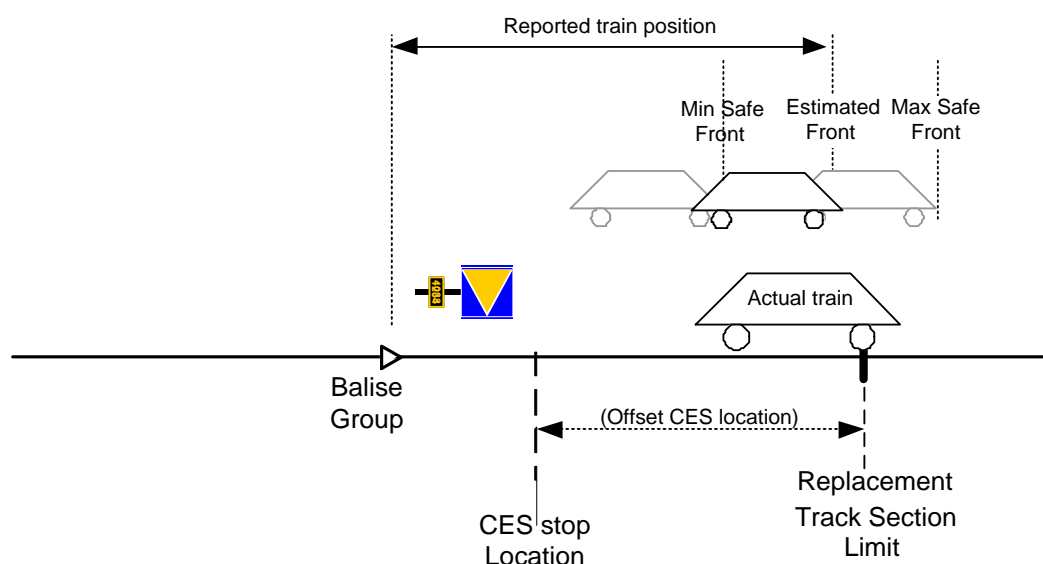 Reported train position
Min Safe
Front
Estimated
Front
Max Safe
Front
Actual train
Balise
Group
(Offset CES location)
CES stop
Location
Replacement
Track Section
Limit